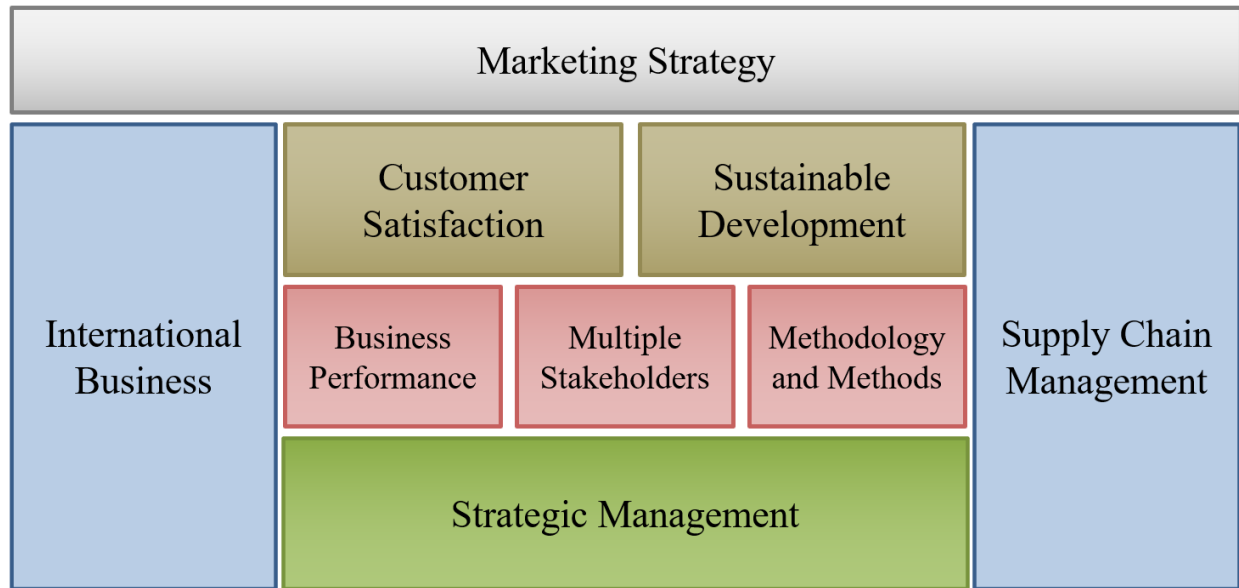 Marketing Strategy
Customer
Satisfaction
Sustainable
Development
International
Business
Business
Performance
Multiple
Stakeholders
Methodology
and Methods
Supply Chain
Management
Strategic Management